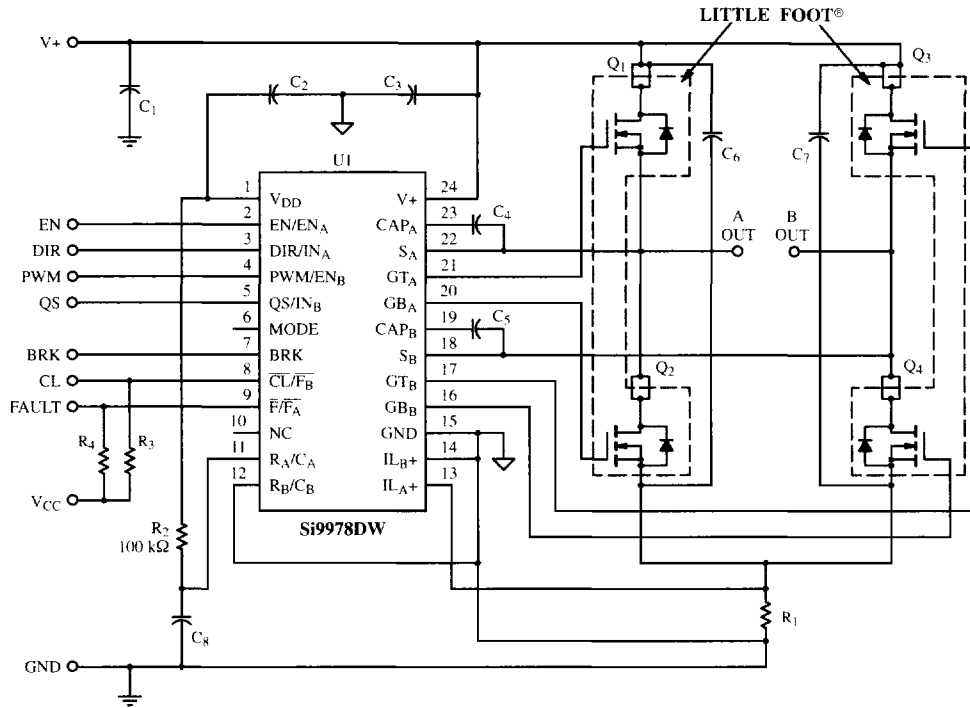 LITTLE FOOT®
V+
Q1
Q3
C2
C3
C1
C6
C7
U1
1
VDD
V+
24
2
EN
EN/ENA
CAPA
23
C4
3
DIR
DIR/INA
SA
22
A
OUT
B
OUT
4
PWM
PWM/ENB
GTA
21
5
QS
QS/INB
GBA
20
6
MODE
CAPB
19
C5
7
BRK
BRK
SB
18
8
CL
C̅L̅/F̅B̅
GTB
17
Q2
Q4
9
FAULT
F̅/F̅A̅
GBB
16
10
NC
GND
15
R4
R3
11
RA/CA
ILB+
14
12
RB/CB
ILA+
13
VCC
Si9978DW
R2
100 kΩ
R1
C8
GND